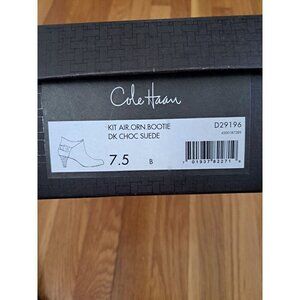 Cole Haan
KIT AIR.ORN.BOOTIE
DK CHOC SUEDE
D29196
7.5 B